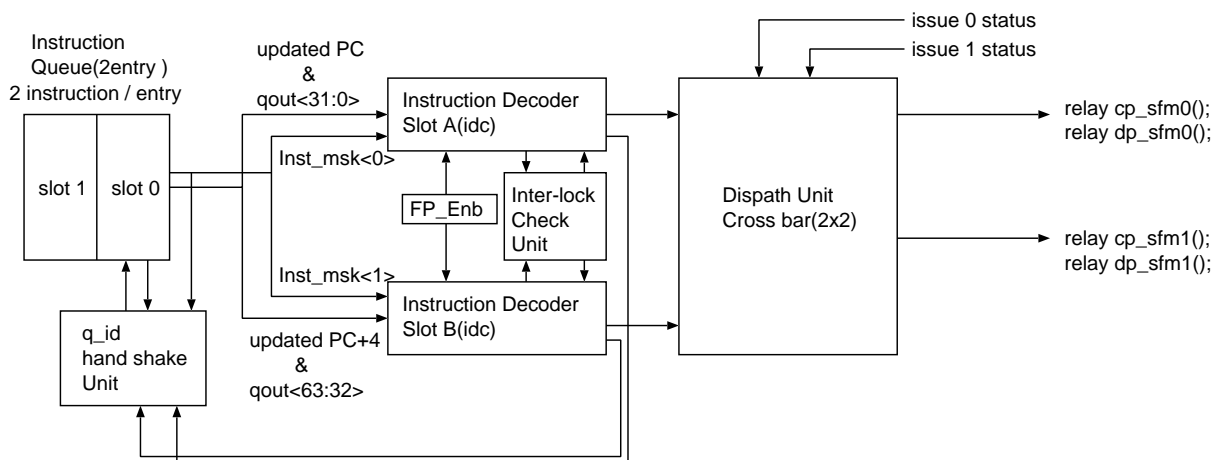 issue 0 status
issue 1 status
Instruction
Queue(2entry )
2 instruction / entry
updated PC
&
qout<31:0>
Instruction Decoder
Slot A(idc)
relay cp_sfm0();
relay dp_sfm0();
Inst_msk<0>
slot 1
slot 0
FP_Enb
Inter-lock
Check
Unit
Dispath Unit
Cross bar(2x2)
relay cp_sfm1();
relay dp_sfm1();
Inst_msk<1>
Instruction Decoder
Slot B(idc)
q_id
hand shake
Unit
updated PC+4
&
qout<63:32>